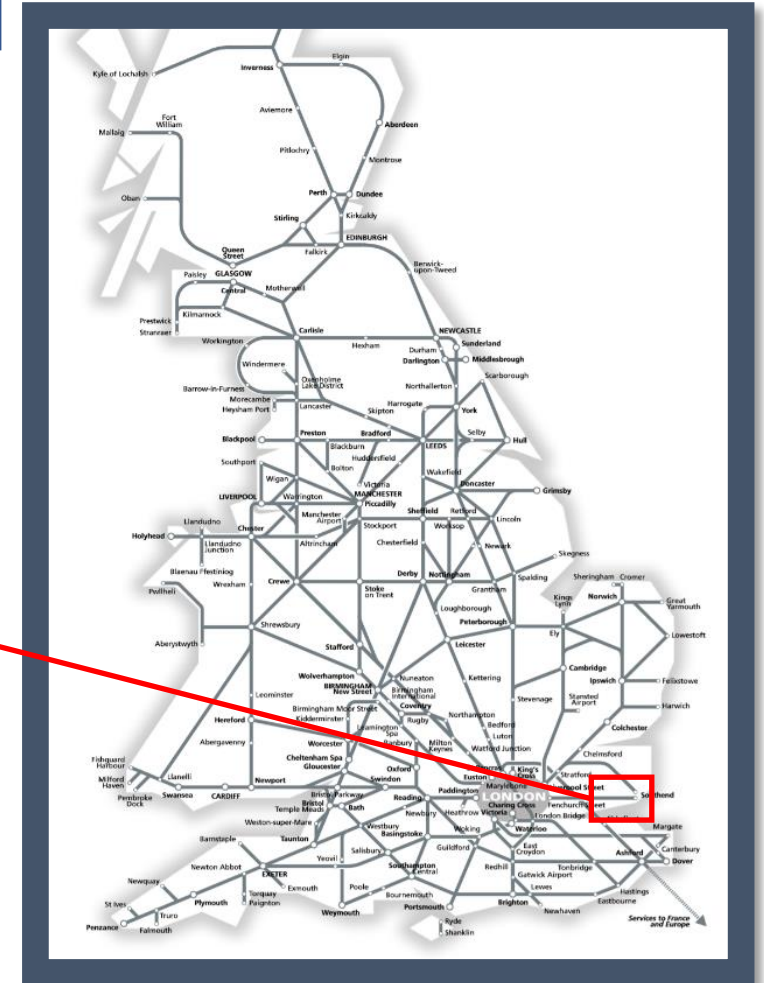 Elgin
Inverness
Kyle of Lochalsh
Aviemore
Fort
William
Aberdeen
Mallaig
Pitlochry
Montrose
Perth
Dundee
Oban
Stirling
Kirkcaldy
EDINBURGH
Queen
Street
Falkirk
Berwick-
upon-Tweed
Paisley
GLASGOW
Central
Motherwell
Kilmarnock
Prestwick
Stranraer
Carlisle
NEWCASTLE
Workington
Hexham
Sunderland
Durham
Darlington
Middlesbrough
Windermere
Scarborough
Oxenholme
Lake District
Barrow-in-Furness
Northallerton
Morecambe
Heysham Port
Lancaster
Harrogate
York
Skipton
Preston
Bradford
Selby
Blackpool
Hull
Blackburn
LEEDS
Huddersfield
Southport
Bolton
Wakefield
Wigan
Victoria
Doncaster
MANCHESTER
Piccadilly
Grimsby
LIVERPOOL
Warrington
Manchester
Airport
Sheffield
Retford
Llandudno
Stockport
Worksop
Lincoln
Chester
Holyhead
Llandudno
Junction
Altrincham
Chesterfield
Newark
Skegness
Blaenau Ffestiniog
Derby
Nottingham
Spalding
Sheringham
Cromer
Wrexham
Crewe
Stoke
on Trent
Grantham
Pwllheli
Kings
Lynn
Norwich
Great
Yarmouth
Loughborough
Shrewsbury
Peterborough
Ely
Lowestoft
Aberystwyth
Stafford
Leicester
Cambridge
Wolverhampton
Nuneaton
Kettering
Ipswich
Felixstowe
BIRMINGHAM
New Street
Birmingham
International
Leominster
Stevenage
Stansted
Airport
Coventry
Harwich
Birmingham Moor Street
Kidderminster
Rugby
Northampton
Hereford
Leamington
Spa
Bedford
Colchester
Abergavenny
Worcester
Banbury
Milton
Keynes
Luton
Watford Junction
Chelmsford
Cheltenham Spa
Gloucester
Oxford
King's
Cross
Euston
Stratford
Fishguard
Harbour
Llanelli
Milford
Haven
Newport
Swindon
Marylebone
Paddington
Southend
Pembroke
Dock
Swansea
CARDIFF
Bristol Parkway
Reading
LONDON
Fenchurch Street
Bristol
Temple Meads
Bath
Charing Cross
London Bridge
Newbury
Heathrow
Victoria
Waterloo
Weston-super-Mare
Westbury
Basingstoke
Woking
Margate
Barnstaple
Taunton
Salisbury
Guildford
East
Croydon
Ashford
Canterbury
Dover
Newton Abbot
Yeovil
Southampton
Central
Redhill
Tonbridge
Gatwick Airport
EXETER
Newquay
Exmouth
Poole
Lewes
Hastings
Torquay
Paignton
Bournemouth
Eastbourne
St Ives
Plymouth
Portsmouth
Brighton
Newhaven
Truro
Weymouth
Penzance
Falmouth
Ryde
Shanklin
Services to France
and Europe